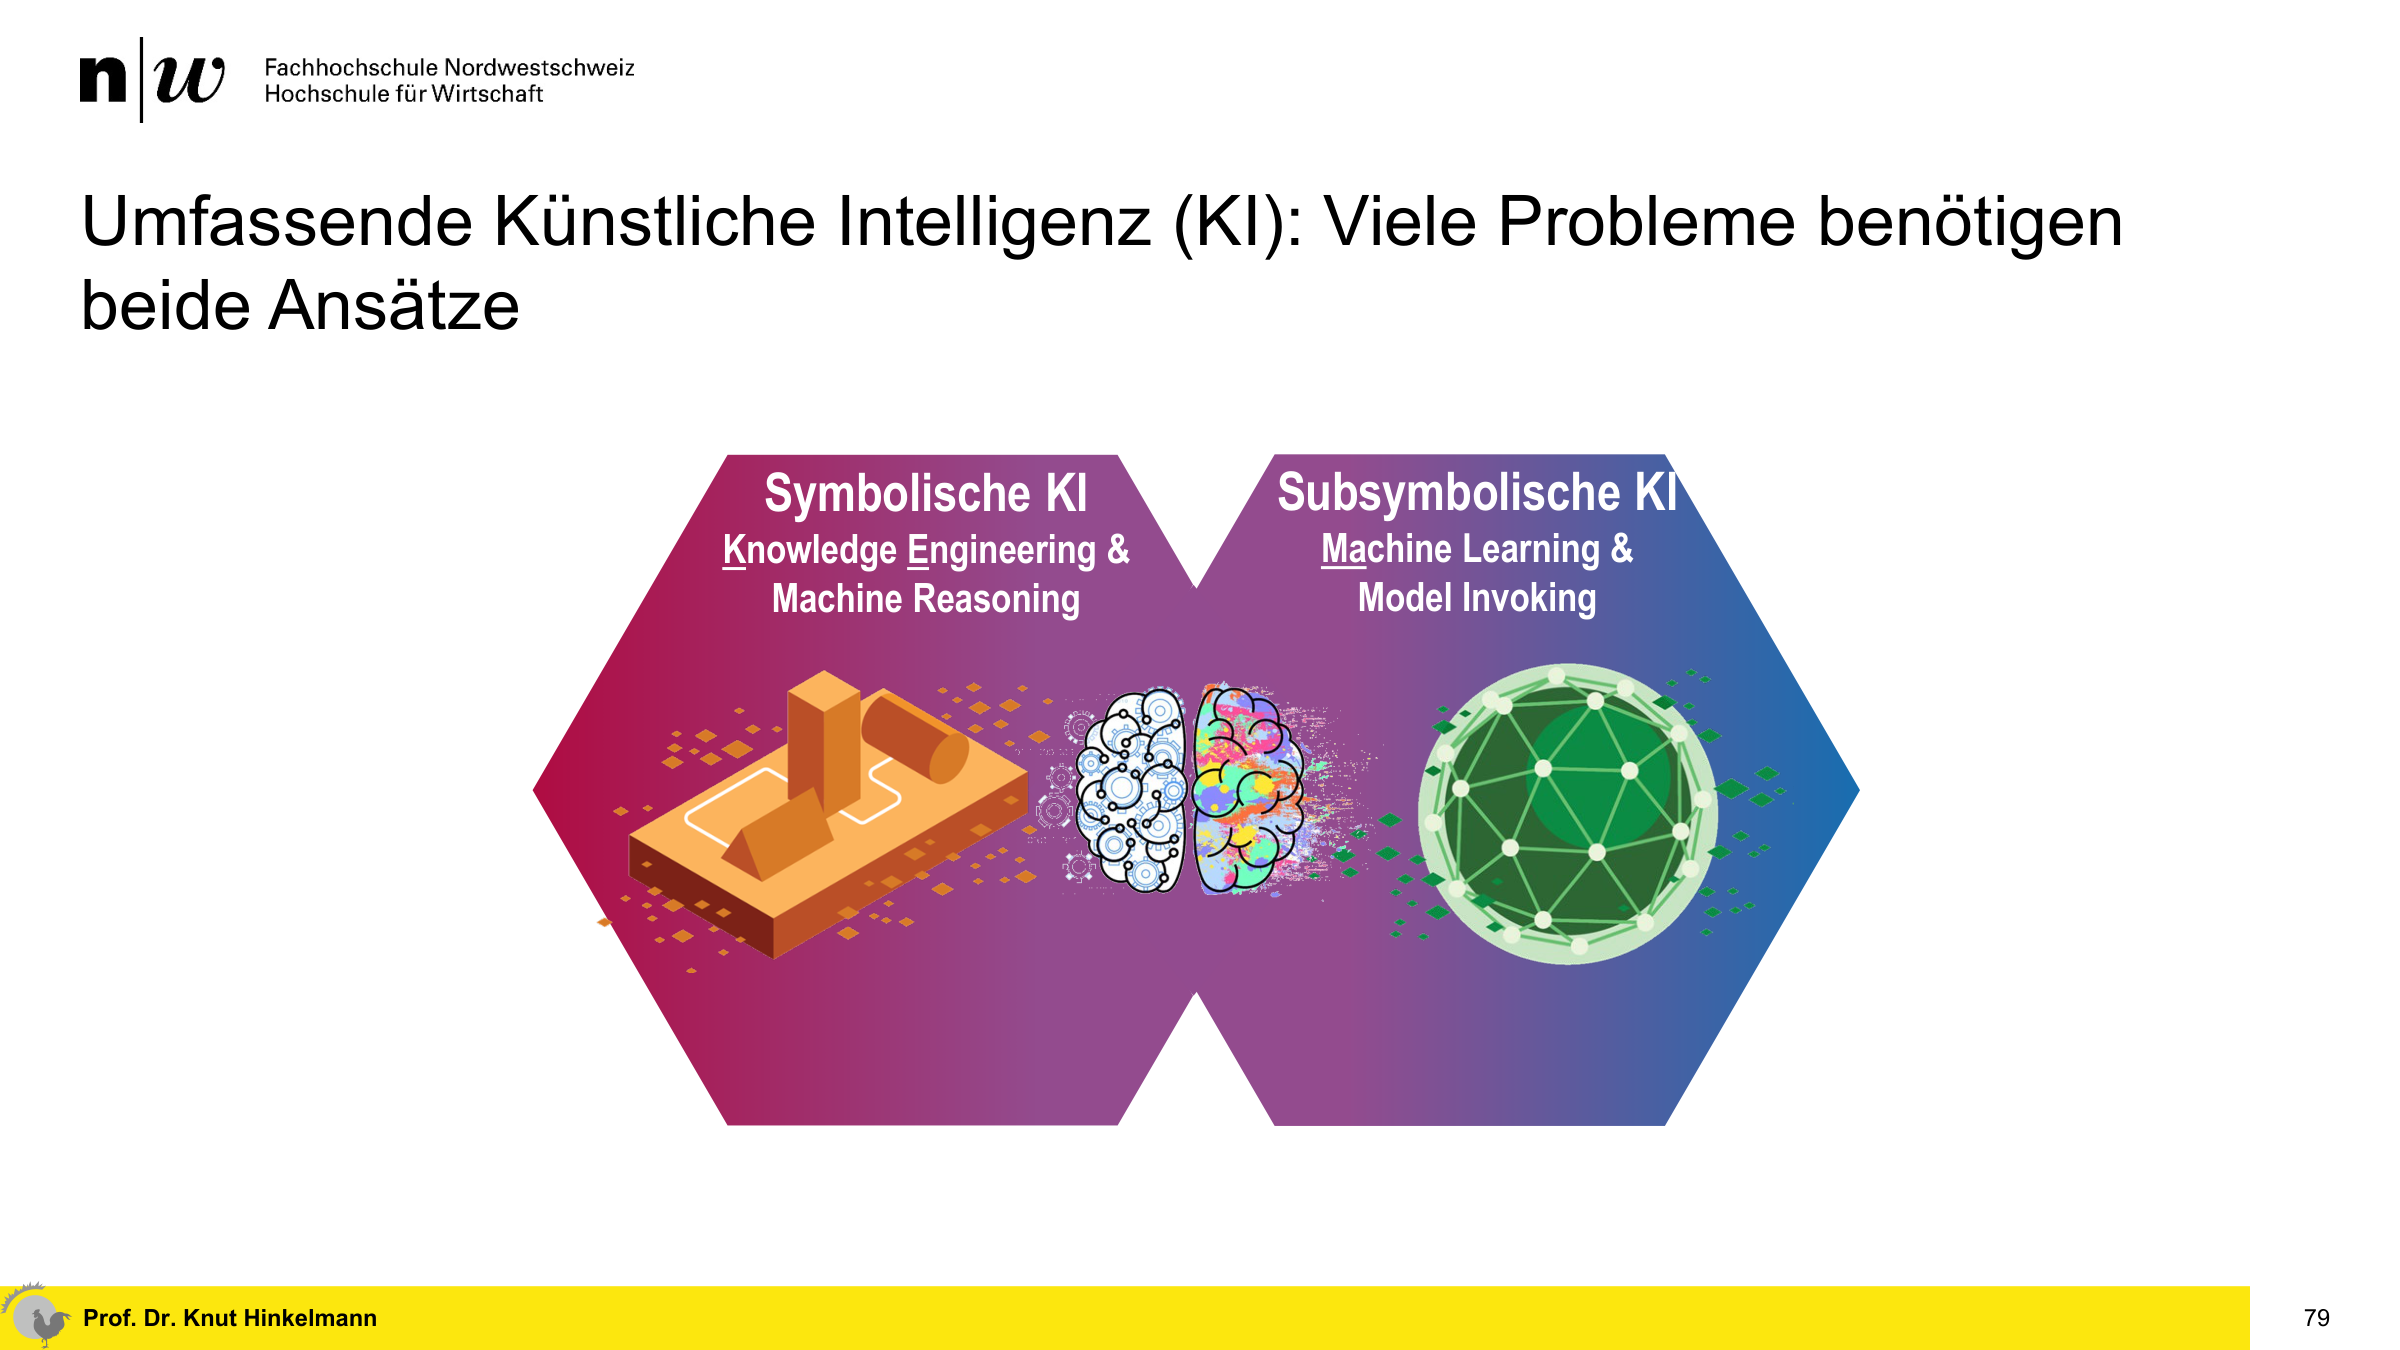 n|w Fachhochschule Nordwestschweiz
Hochschule für Wirtschaft
Umfassende Künstliche Intelligenz (KI): Viele Probleme benötigen
beide Ansätze
Symbolische KI
Knowledge Engineering &
Machine Reasoning
Subsymbolische KI
Machine Learning &
Model Invoking
Prof. Dr. Knut Hinkelmann
79